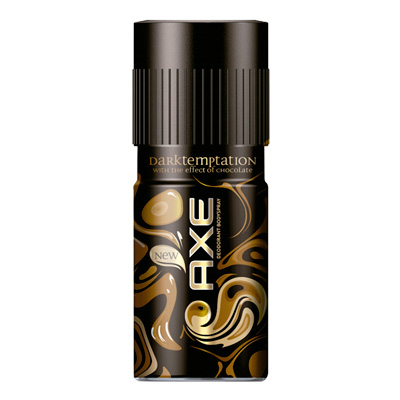 DARKTEMPTATION
WITH THE EFFECT OF CHOCOLATE
NEW
AXE
DEODORANT BODYSPRAY